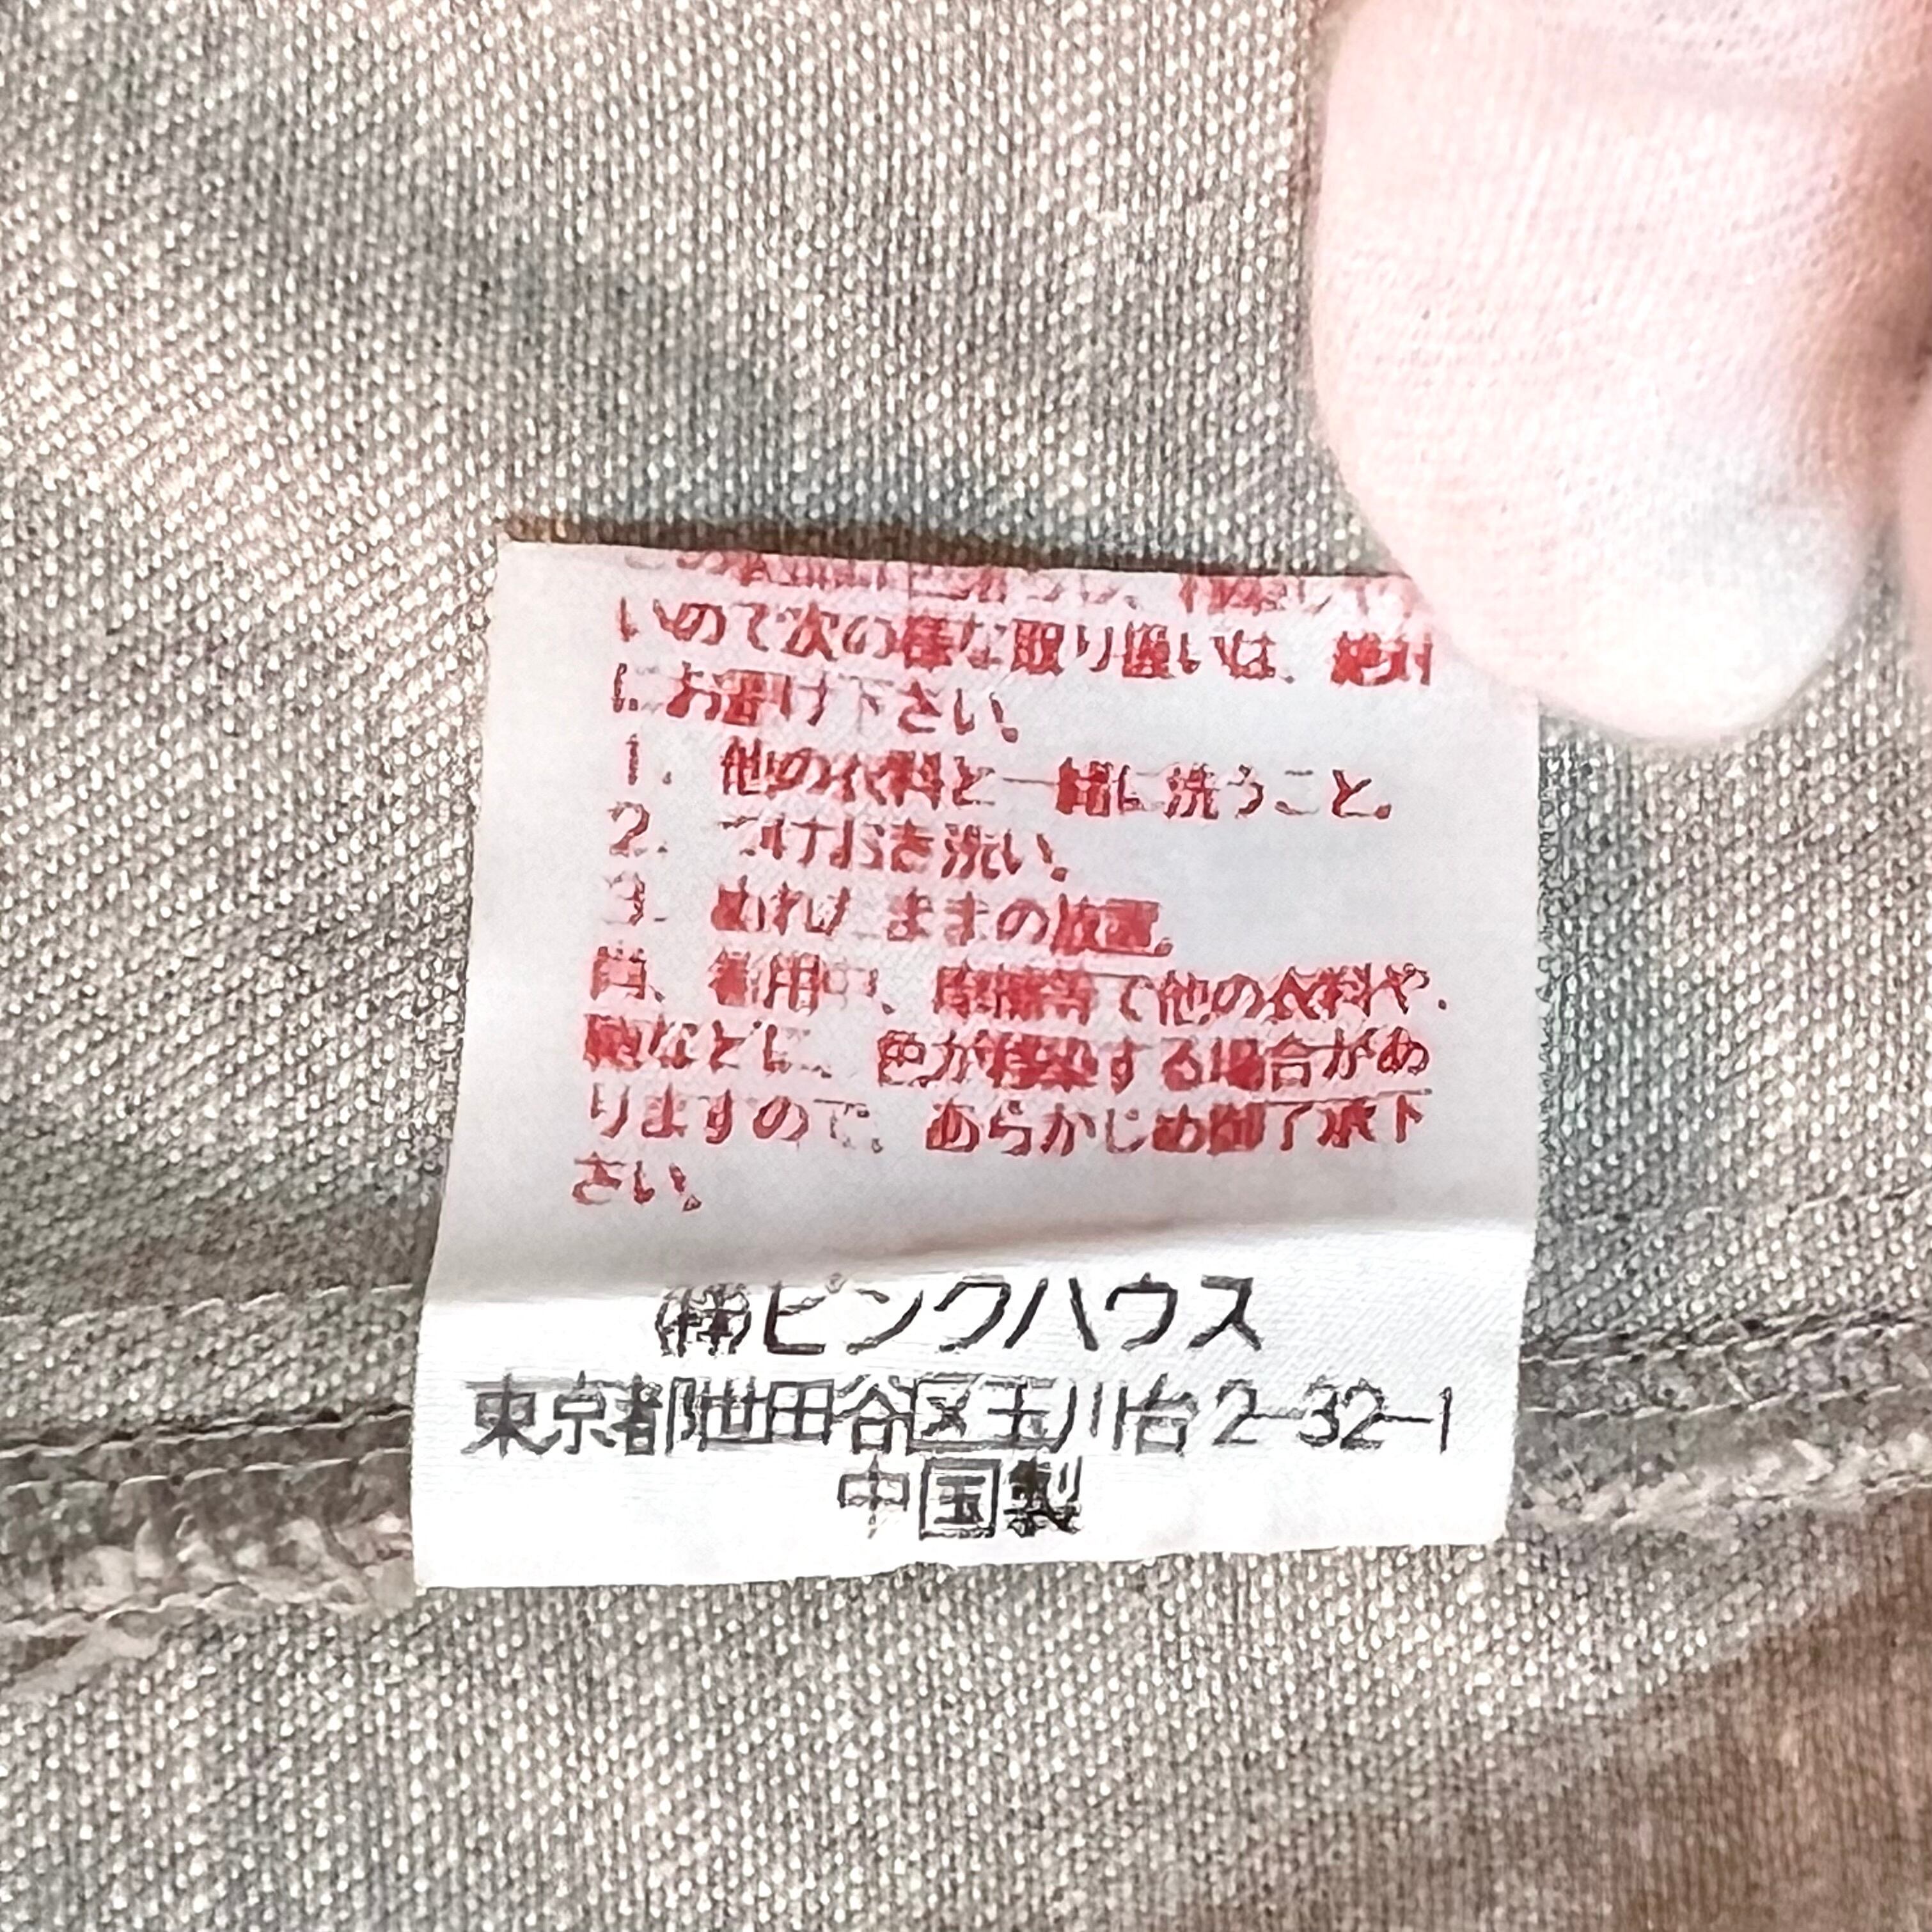 いので次の様な取り扱いは、絶対
にお避け下さい。
1. 他の衣料と一緒に洗うこと。
2. つけおき洗い。
3. ぬれたままの放置。
尚、着用中、摩擦等で他の衣料や、
鞄などに、色が移染する場合があ
りますので、あらかじめ御了承下
さい。
㈱ピンクハウス
東京都世田谷区玉川台2-32-1
中国製